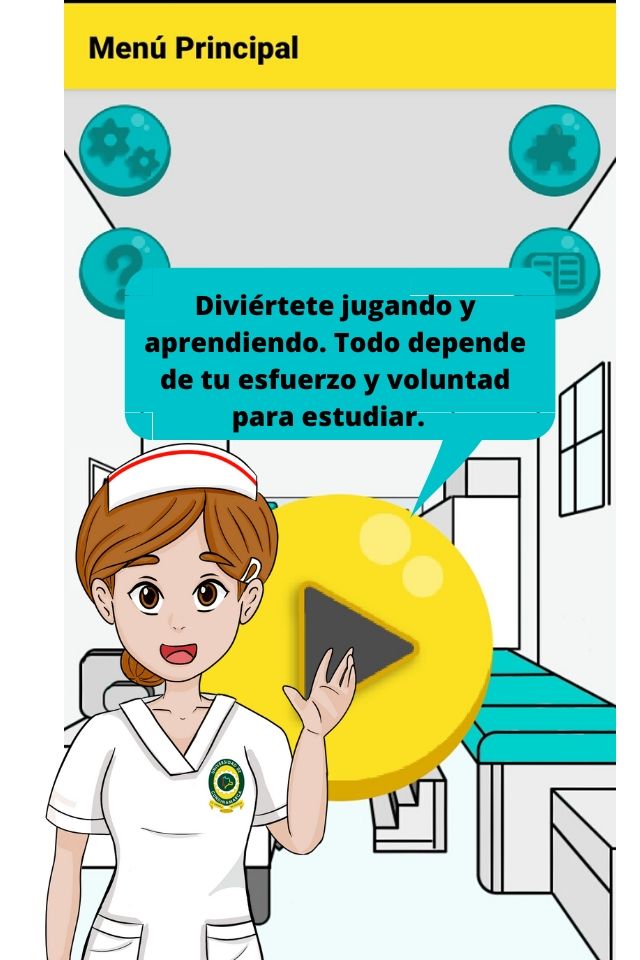 Menú Principal
Diviértete jugando y
aprendiendo. Todo depende
de tu esfuerzo y voluntad
para estudiar.